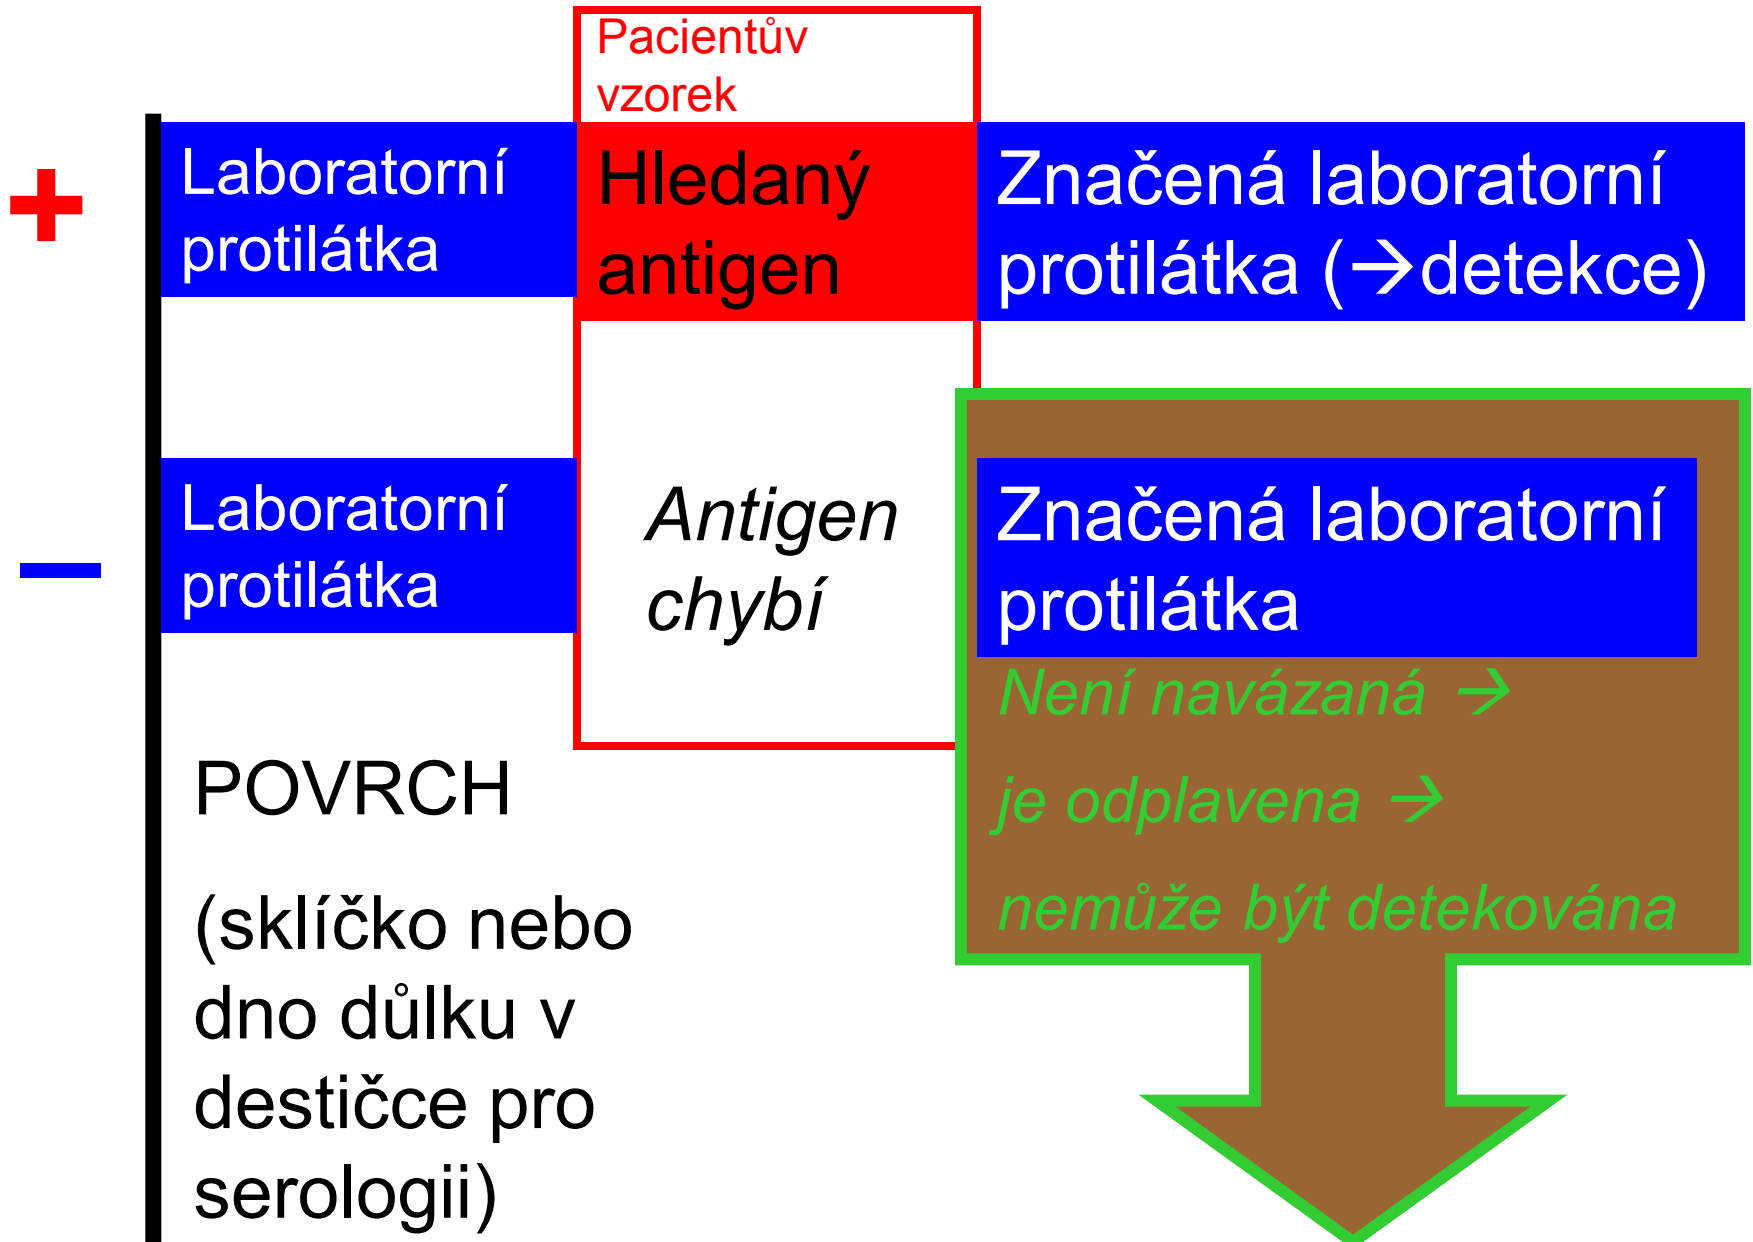 Pacientův
vzorek
+
Laboratorní
protilátka
Hledaný
antigen
Značená laboratorní
protilátka (→detekce)
–
Laboratorní
protilátka
Antigen
chybí
Značená laboratorní
protilátka
Není navázaná →
je odplavena →
nemůže být detekována
POVRCH
(sklíčko nebo
dno důlku v
destičce pro
serologii)